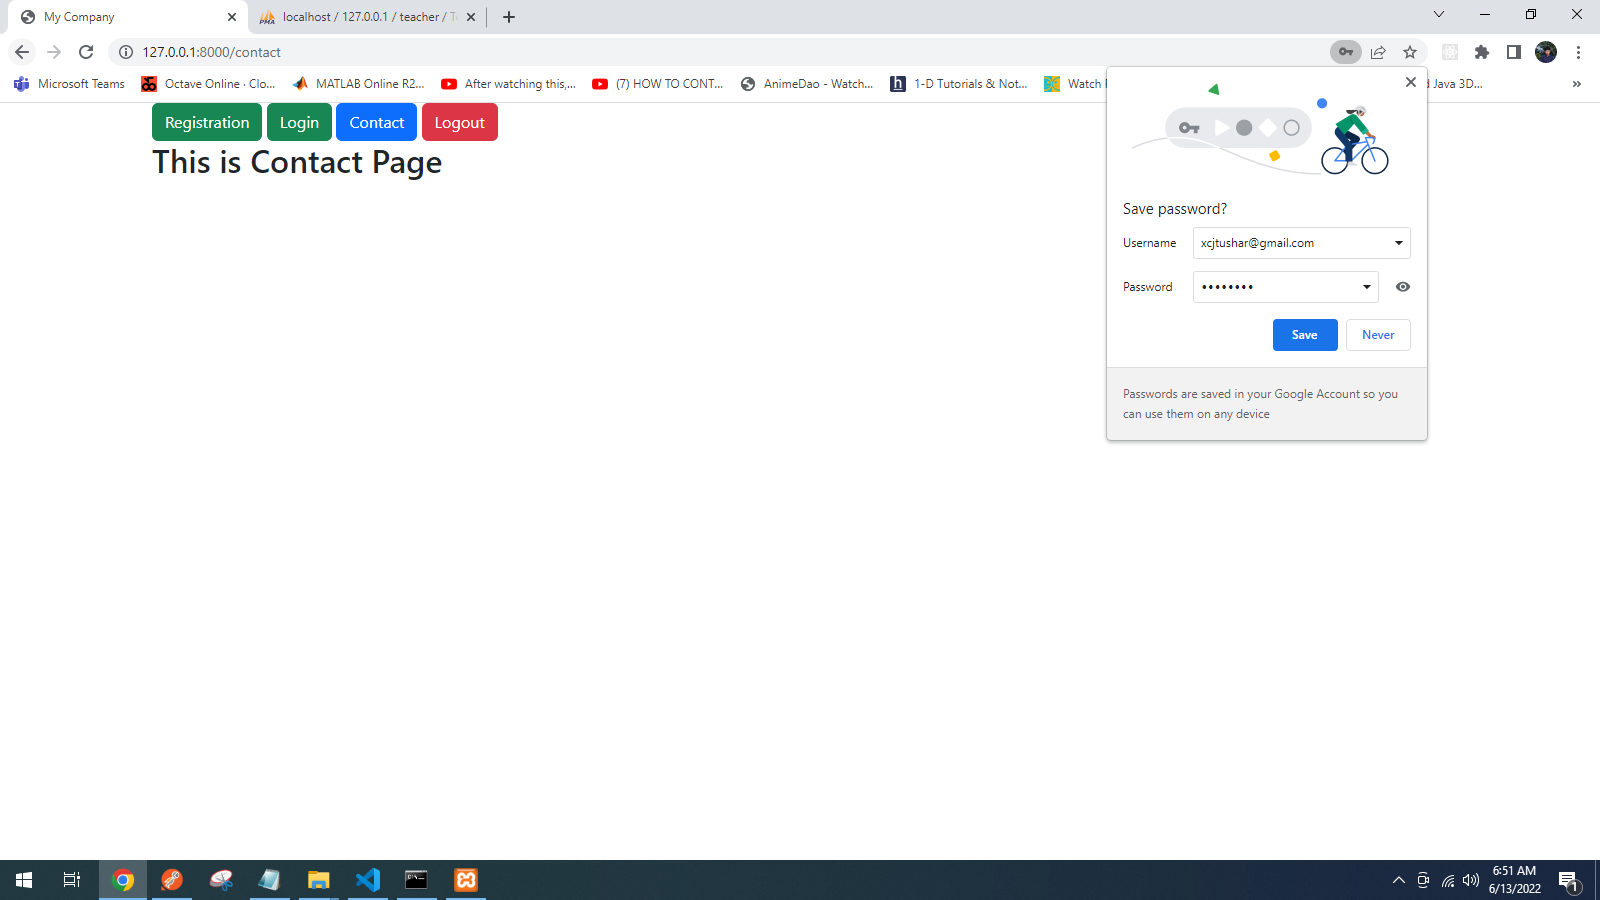 My Company
localhost / 127.0.0.1 / teacher /
127.0.0.1:8000/contact
Microsoft Teams
Octave Online · Clo...
MATLAB Online R2...
After watching this,...
(7) HOW TO CONT...
AnimeDao - Watch...
1-D Tutorials & Not...
Watch
Java 3D...
»
Registration
Login
Contact
Logout
This is Contact Page
Save password?
Username
xcjtushar@gmail.com
Password
••••••••
Save
Never
Passwords are saved in your Google Account so you
can use them on any device
6:51 AM
6/13/2022
1